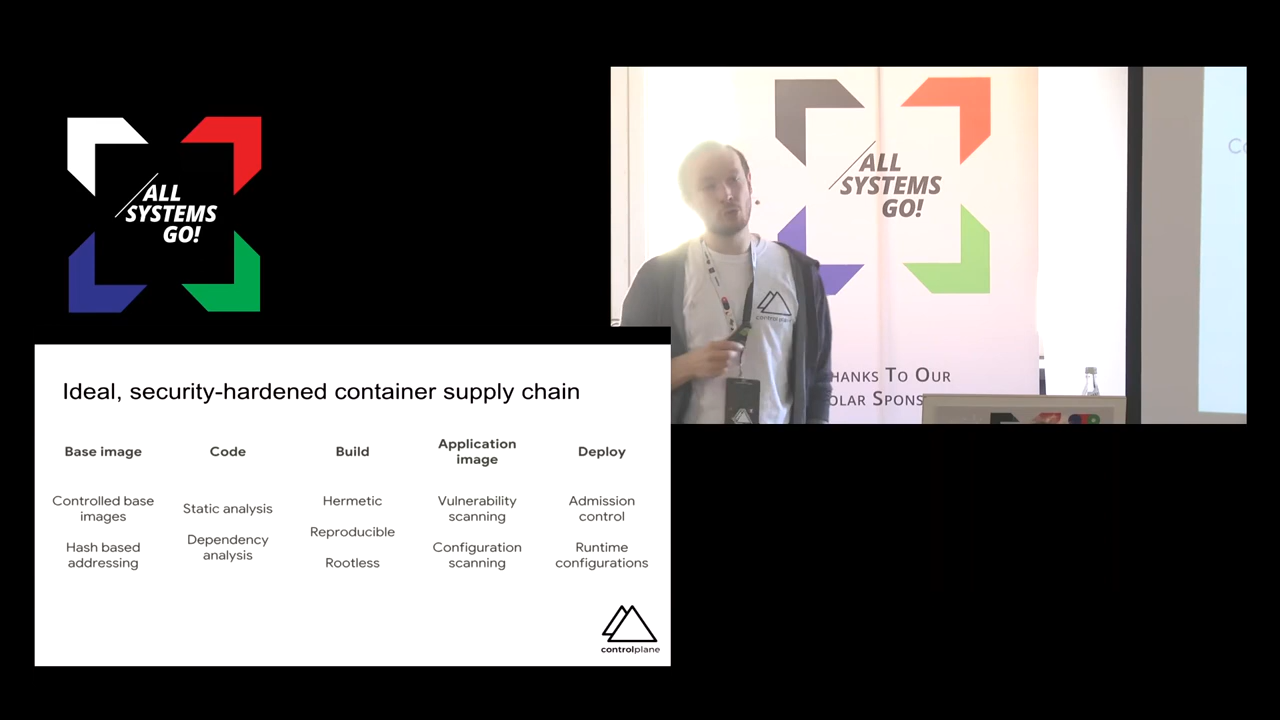 ALL
SYSTEMS
GO!
ALL
SYSTEMS
GO!
controlplane
HANKS TO OUR
OLAR SPONS
Co
Ideal, security-hardened container supply chain
Base image
Controlled base
images
Hash based
addressing
Code
Static analysis
Dependency
analysis
Build
Hermetic
Reproducible
Rootless
Application
image
Vulnerability
scanning
Configuration
scanning
Deploy
Admission
control
Runtime
configurations
controlplane